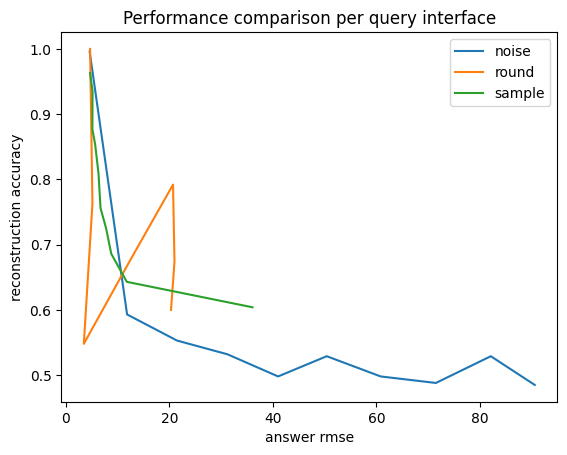 Performance comparison per query interface
noise
round
sample
1.0
0.9
0.8
0.7
0.6
0.5
reconstruction accuracy
0
20
40
60
80
answer rmse